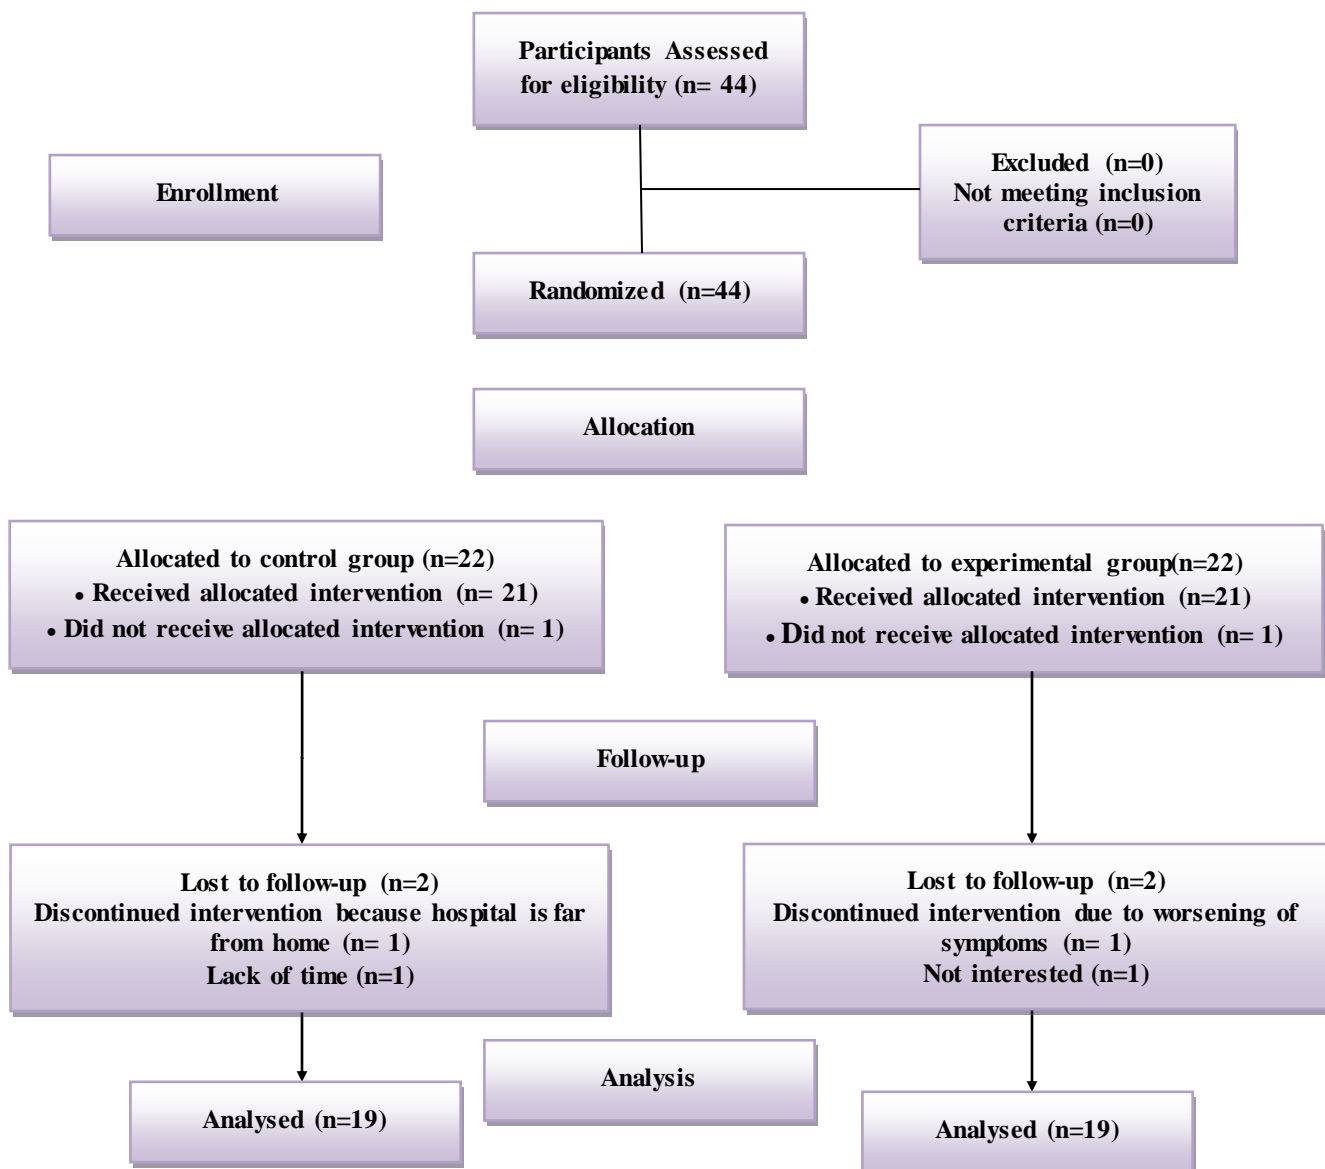 Participants Assessed
for eligibility (n= 44)
Enrollment
Excluded (n=0)
Not meeting inclusion
criteria (n=0)
Randomized (n=44)
Allocation
Allocated to control group (n=22)
• Received allocated intervention (n= 21)
• Did not receive allocated intervention (n= 1)
Allocated to experimental group(n=22)
• Received allocated intervention (n=21)
• Did not receive allocated intervention (n= 1)
Follow-up
Lost to follow-up (n=2)
Discontinued intervention because hospital is far
from home (n= 1)
Lack of time (n=1)
Lost to follow-up (n=2)
Discontinued intervention due to worsening of
symptoms (n= 1)
Not interested (n=1)
Analysis
Analysed (n=19)
Analysed (n=19)